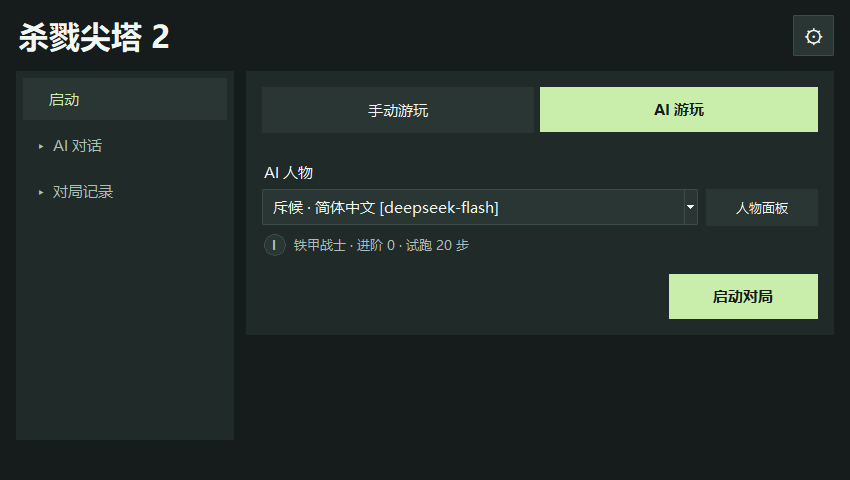 杀戮尖塔 2
启动
AI 对话
对局记录
手动游玩
AI 游玩
AI 人物
斥候 · 简体中文 [deepseek-flash]
人物面板
I 铁甲战士 · 进阶 0 · 试跑 20 步
启动对局